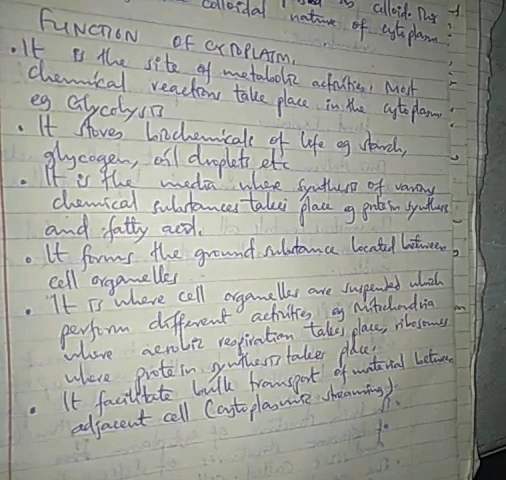 colloidal nature of cytoplasm
FUNCTION OF CYTOPLASM.
• It is the site of metabolic activities. Most
chemical reactions take place in the cytoplasm
eg Glycolysis
• It stores biochemicals of life eg starch,
glycogen, oil droplets etc
• It is the media where synthesis of various
chemical substances takes place eg protein synthesis
and fatty acid.
• It forms the ground substance located between
cell organelles
• It is where cell organelles are suspended which
perform different activities eg Mitochondria
where aerobic respiration takes place, ribosomes
where protein synthesis takes place.
• It facilitate bulk transport of material between
adjacent cell (cytoplasmic streaming)